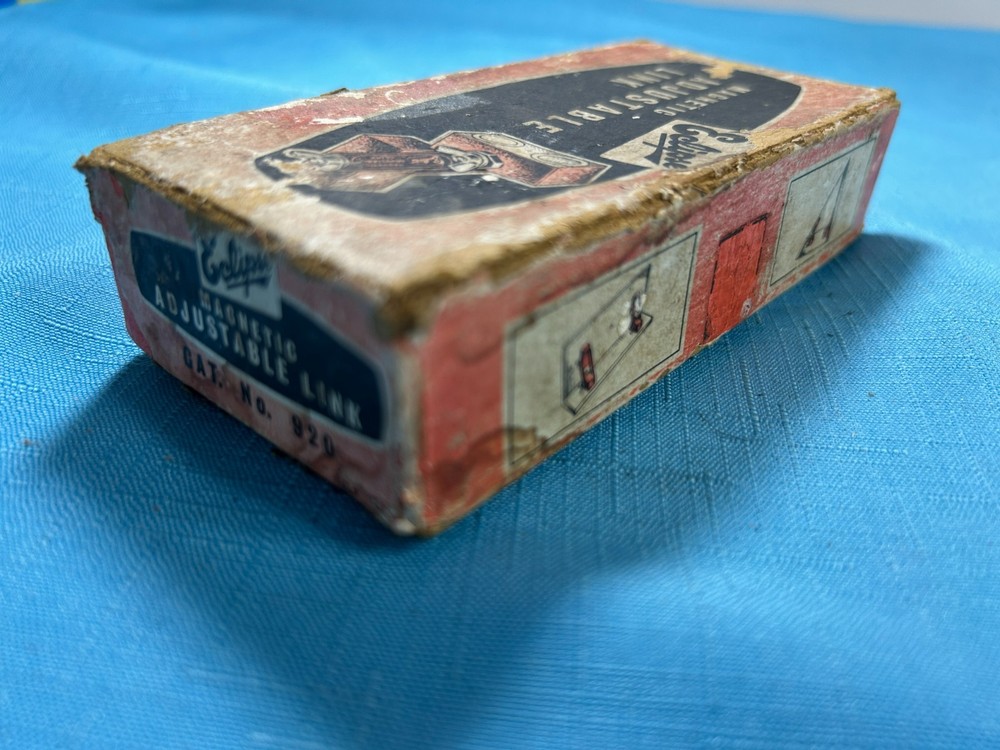 MAGNETIC
ADJUSTABLE
LINK
Eclipse
Eclipse
MAGNETIC
ADJUSTABLE LINK
CAT. No. 920